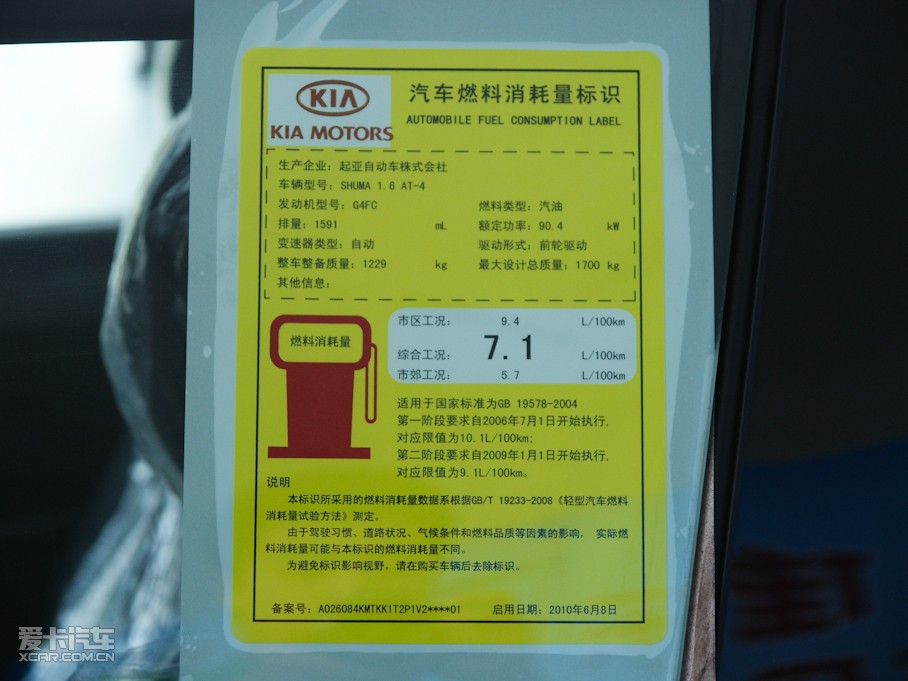 KIA
KIA MOTORS
汽车燃料消耗量标识
AUTOMOBILE FUEL CONSUMPTION LABEL
生产企业: 起亚自动车株式会社
车辆型号: SHUMA 1.6 AT-4
发动机型号: G4FC 燃料类型: 汽油
排量: 1591 mL 额定功率: 90.4 kW
变速器类型: 自动 驱动形式: 前轮驱动
整车整备质量: 1229 kg 最大设计总质量: 1700 kg
其他信息:
燃料消耗量
市区工况: 9.4 L/100km
综合工况: 7.1 L/100km
市郊工况: 5.7 L/100km
适用于国家标准为GB 19578-2004
第一阶段要求自2006年7月1日开始执行,
对应限值为10.1L/100km;
第二阶段要求自2009年1月1日开始执行,
对应限值为9.1L/100km。
说明
本标识所采用的燃料消耗量数据系根据GB/T 19233-2008《轻型汽车燃料
消耗量试验方法》测定。
由于驾驶习惯、道路状况、气候条件和燃料品质等因素的影响, 实际燃
料消耗量可能与本标识的燃料消耗量不同。
为避免标识影响视野, 请在购买车辆后去除标识。
备案号: A026084KMTKK1T2P1V2****01 启用日期: 2010年6月8日
爱卡汽车
XCAR.COM.CN